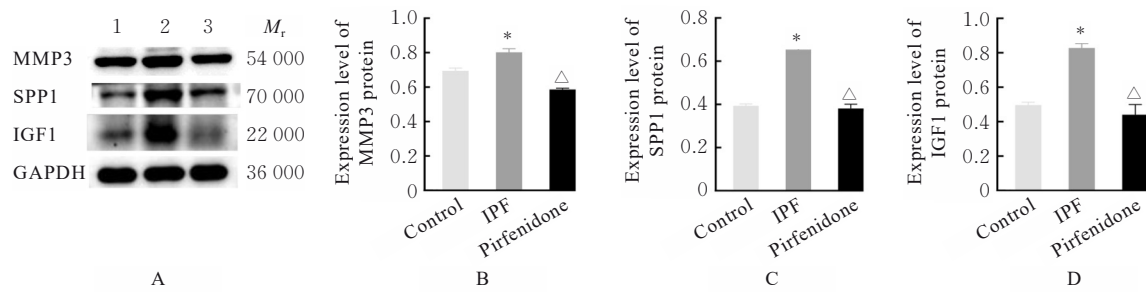 1 2 3 Mr
MMP3 54 000
SPP1 70 000
IGF1 22 000
GAPDH 36 000
A
Expression level of
MMP3 protein
1.0
0.8
0.6
0.4
0.2
0
*
△
Control
IPF
Pirfenidone
B
Expression level of
SPP1 protein
0.8
0.6
0.4
0.2
0
*
△
Control
IPF
Pirfenidone
C
Expression level of
IGF1 protein
1.0
0.8
0.6
0.4
0.2
0
*
△
Control
IPF
Pirfenidone
D